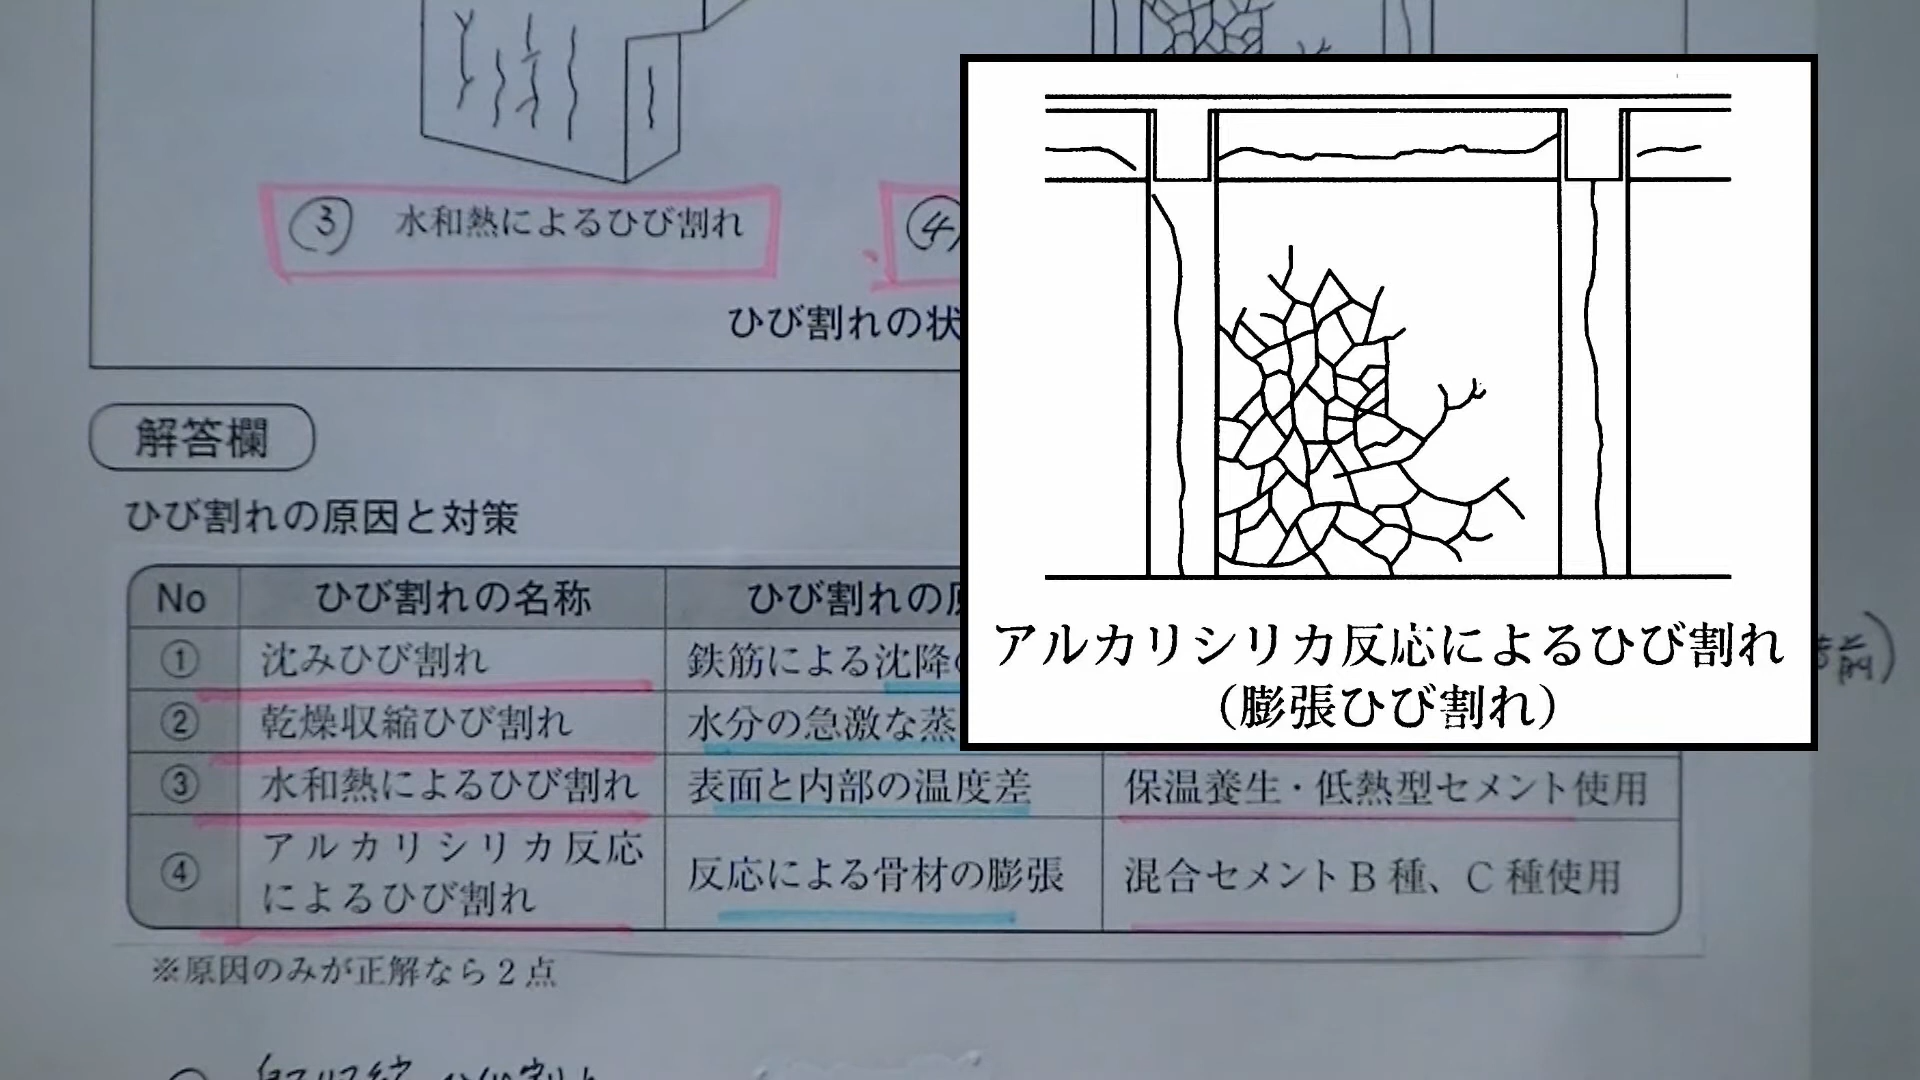 ③ 水和熱によるひび割れ
④
ひび割れの状
解答欄
ひび割れの原因と対策
No ひび割れの名称 ひび割れの
① 沈みひび割れ 鉄筋による沈降
② 乾燥収縮ひび割れ 水分の急激な蒸
③ 水和熱によるひび割れ 表面と内部の温度差 保温養生・低熱型セメント使用
④ アルカリシリカ反応
によるひび割れ 反応による骨材の膨張 混合セメントB種、C種使用
※原因のみが正解なら2点
アルカリシリカ反応によるひび割れ
(膨張ひび割れ)